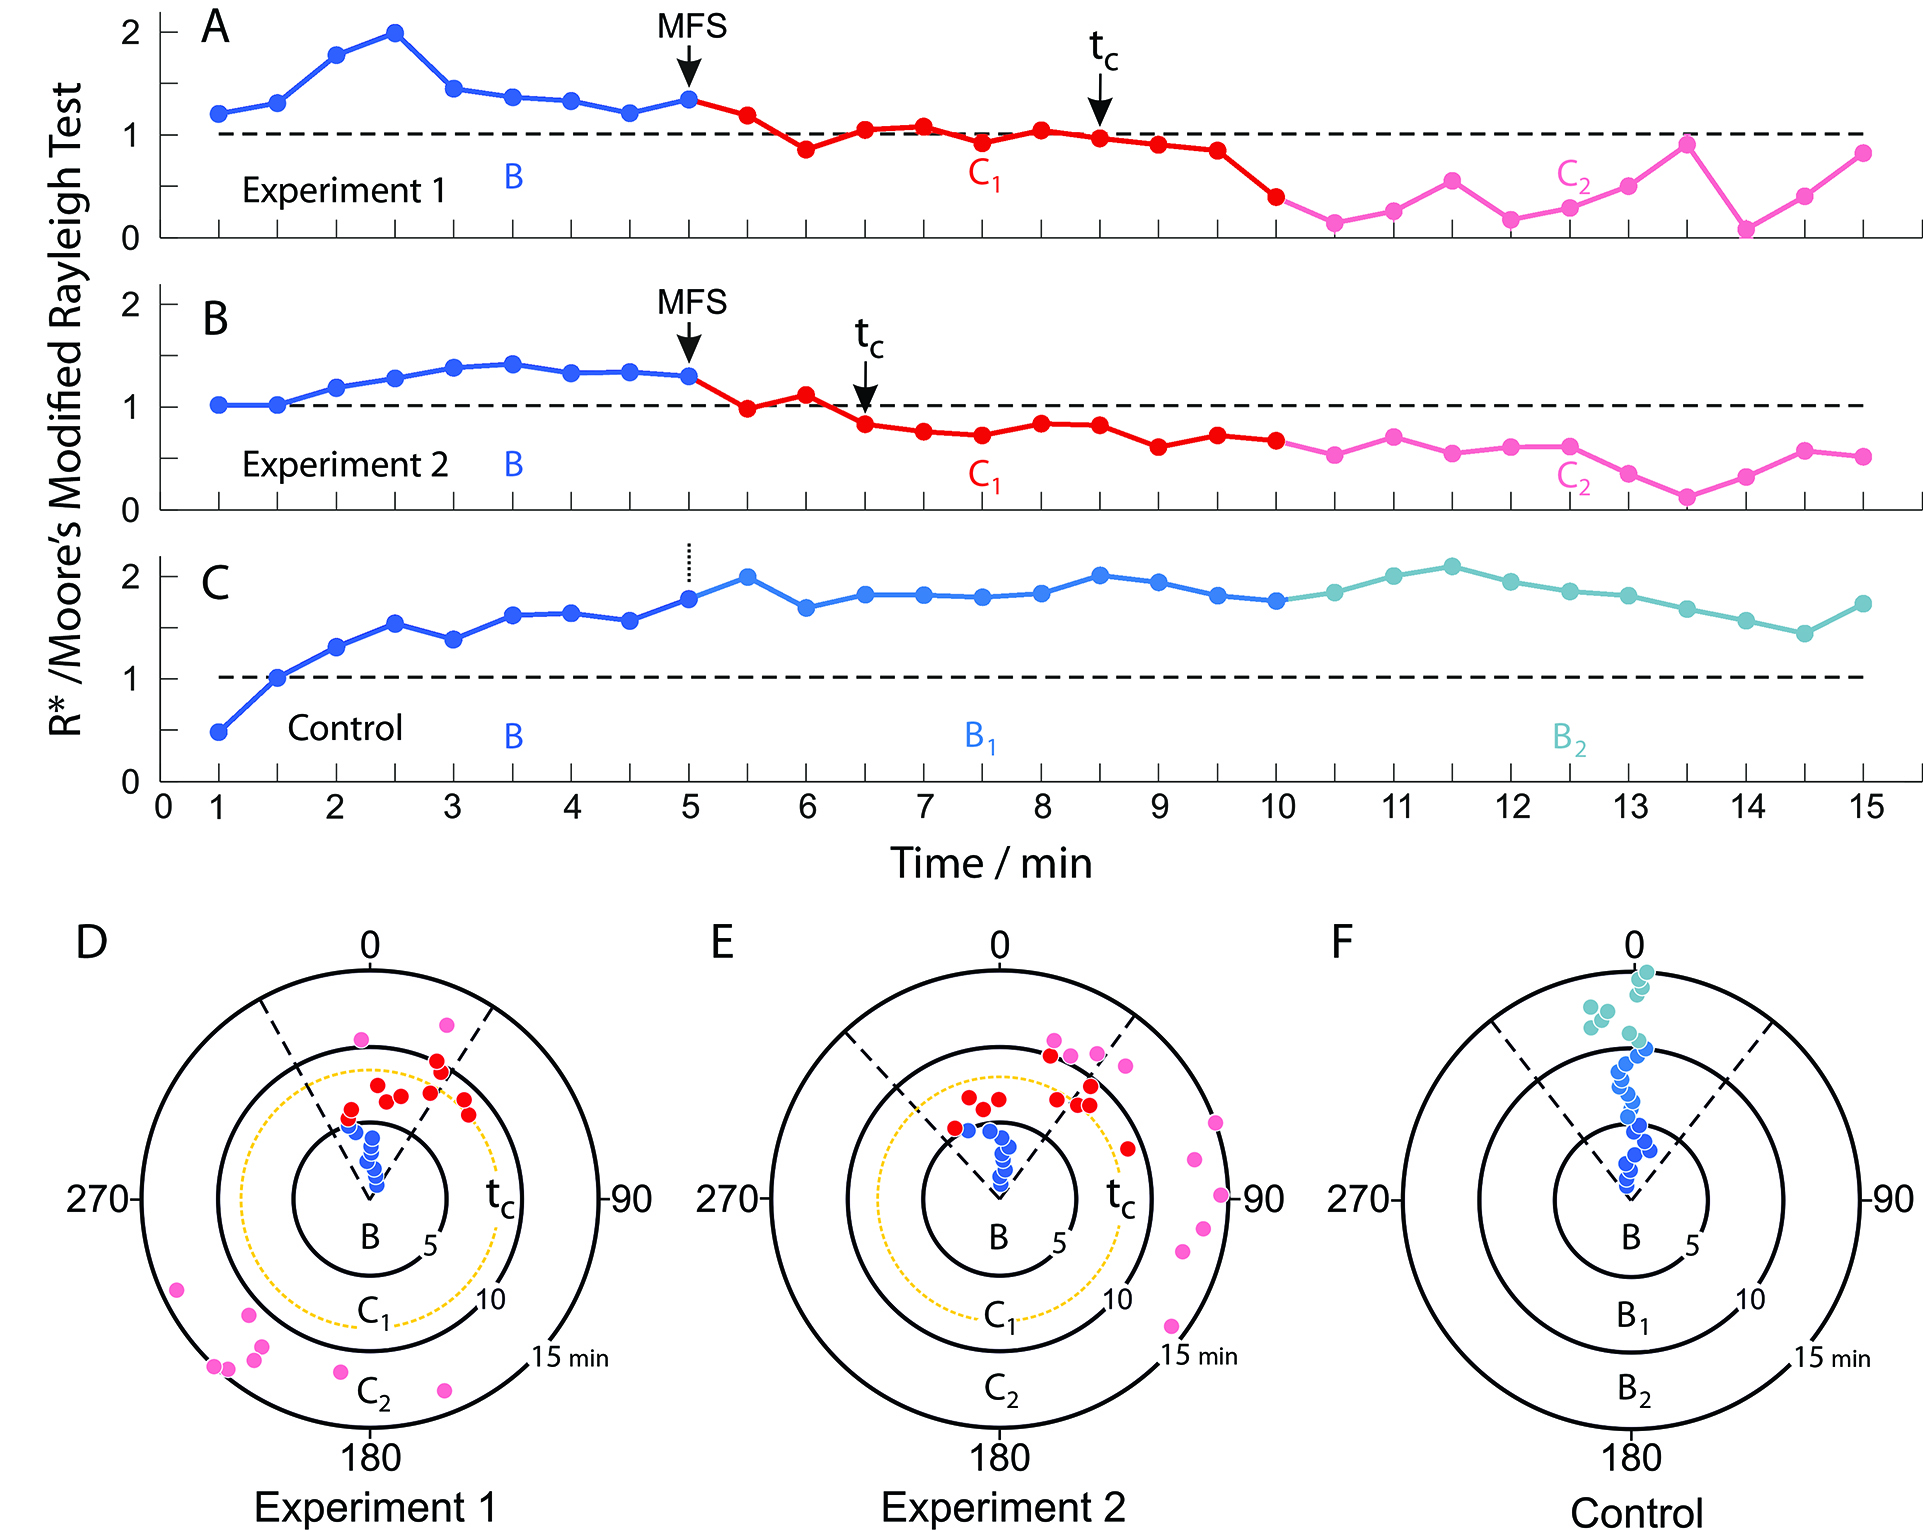 R* /Moore's Modified Rayleigh Test
A
MFS
t_c
2
1
0
Experiment 1
B
C₁
C₂
B
MFS
t_c
2
1
0
Experiment 2
B
C₁
C₂
C
2
1
0
Control
B
B₁
B₂
0 1 2 3 4 5 6 7 8 9 10 11 12 13 14 15
Time / min
D
0
270
90
180
t_c
B
5
C₁
10
C₂
15 min
Experiment 1
E
0
270
90
180
t_c
B
5
C₁
10
C₂
15 min
Experiment 2
F
0
270
90
180
B
5
B₁
10
B₂
15 min
Control